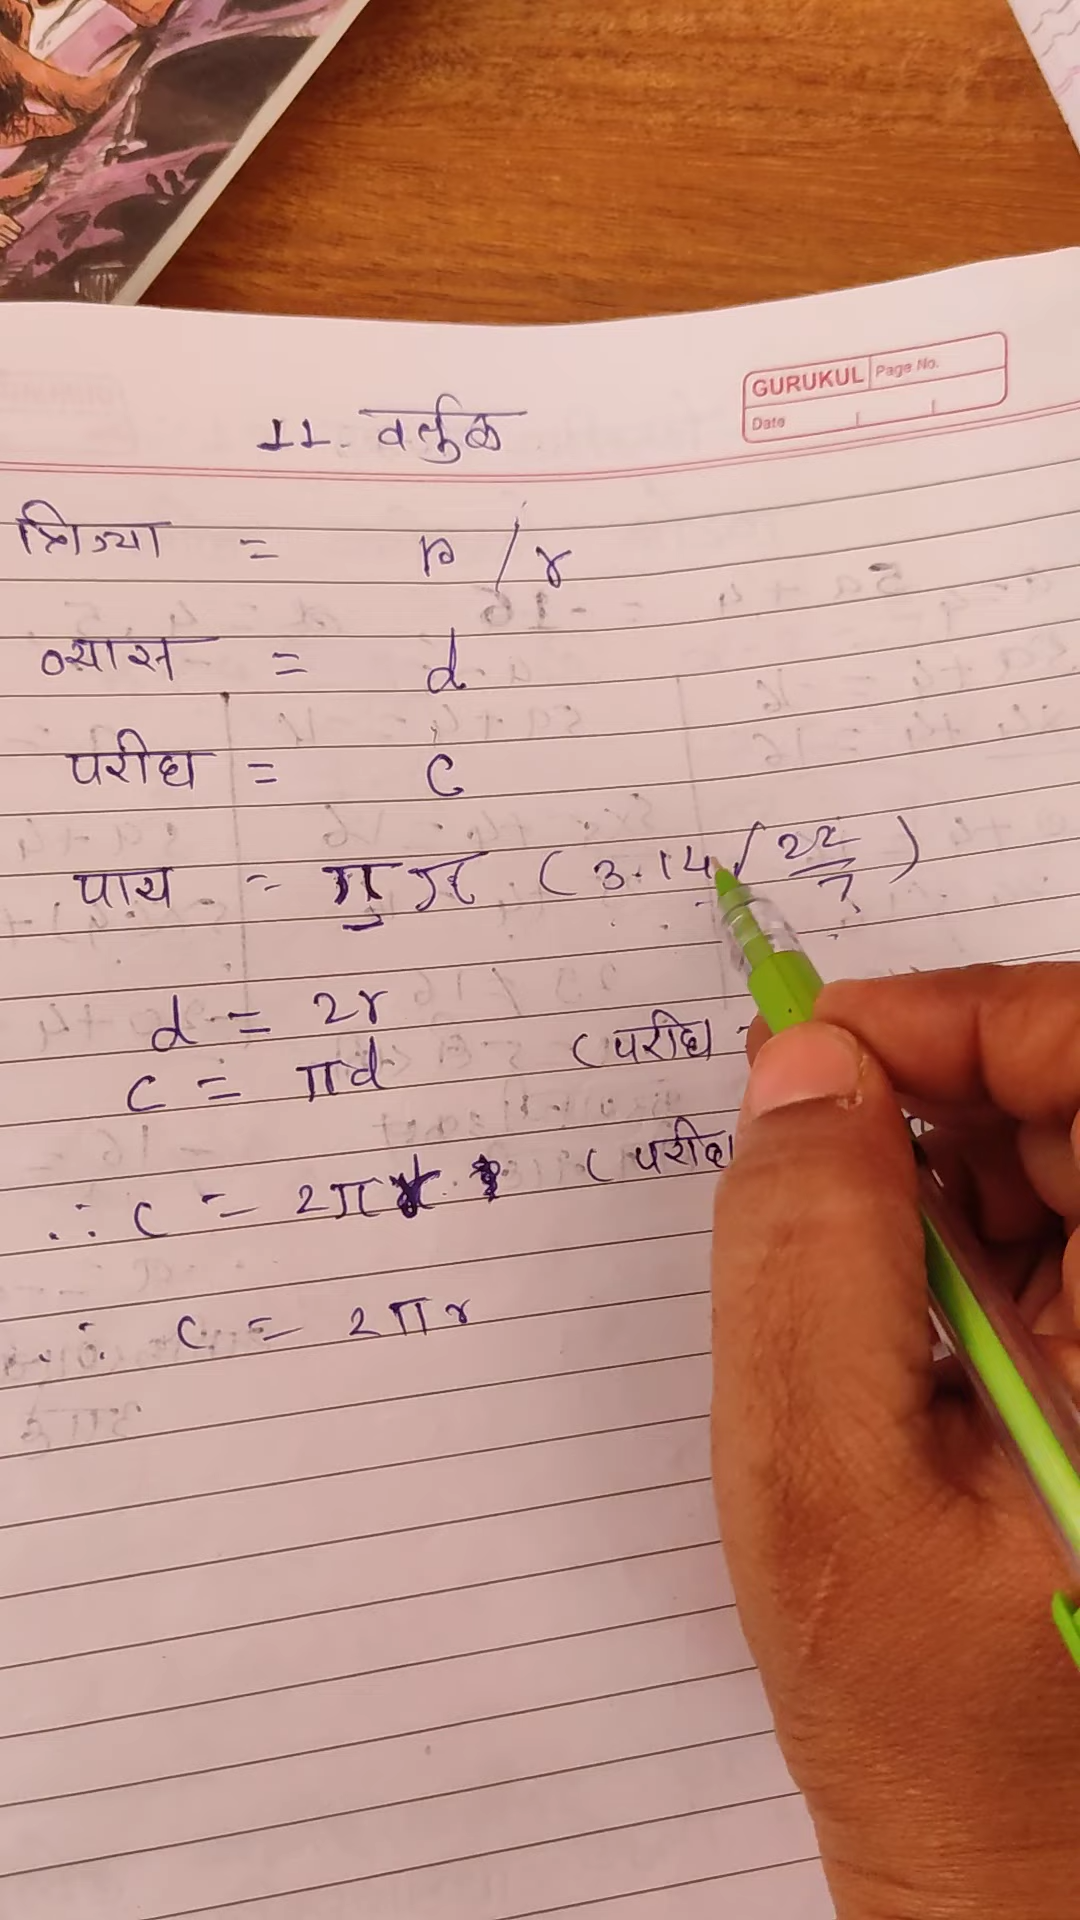 GURUKUL Page No.
Date
11. वर्तुळ
त्रिज्या = r / r
व्यास = d
परीघ = c
पाय = π π ( 3.14 / 22/7 )
d = 2r
c = πd (परीघ
∴ c = 2πr (परीघ
∴ c = 2πr